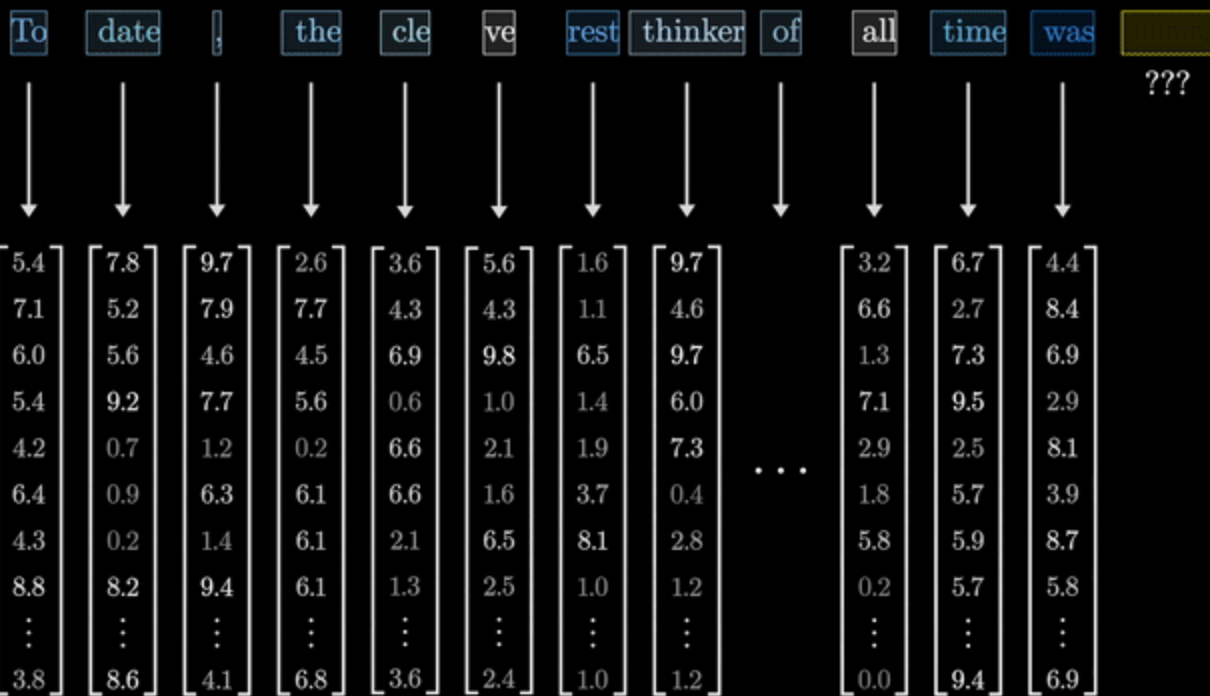 To date , the cle ve rest thinker of all time was
???
5.4 7.8 9.7 2.6 3.6 5.6 1.6 9.7 3.2 6.7 4.4
7.1 5.2 7.9 7.7 4.3 4.3 1.1 4.6 6.6 2.7 8.4
6.0 5.6 4.6 4.5 6.9 9.8 6.5 9.7 1.3 7.3 6.9
5.4 9.2 7.7 5.6 0.6 1.0 1.4 6.0 7.1 9.5 2.9
4.2 0.7 1.2 0.2 6.6 2.1 1.9 7.3 ... 2.9 2.5 8.1
6.4 0.9 6.3 6.1 6.6 1.6 3.7 0.4 1.8 5.7 3.9
4.3 0.2 1.4 6.1 2.1 6.5 8.1 2.8 5.8 5.9 8.7
8.8 8.2 9.4 6.1 1.3 2.5 1.0 1.2 0.2 5.7 5.8
⋮ ⋮ ⋮ ⋮ ⋮ ⋮ ⋮ ⋮ ⋮ ⋮ ⋮
3.8 8.6 4.1 6.8 3.6 2.4 1.0 1.2 0.0 9.4 6.9